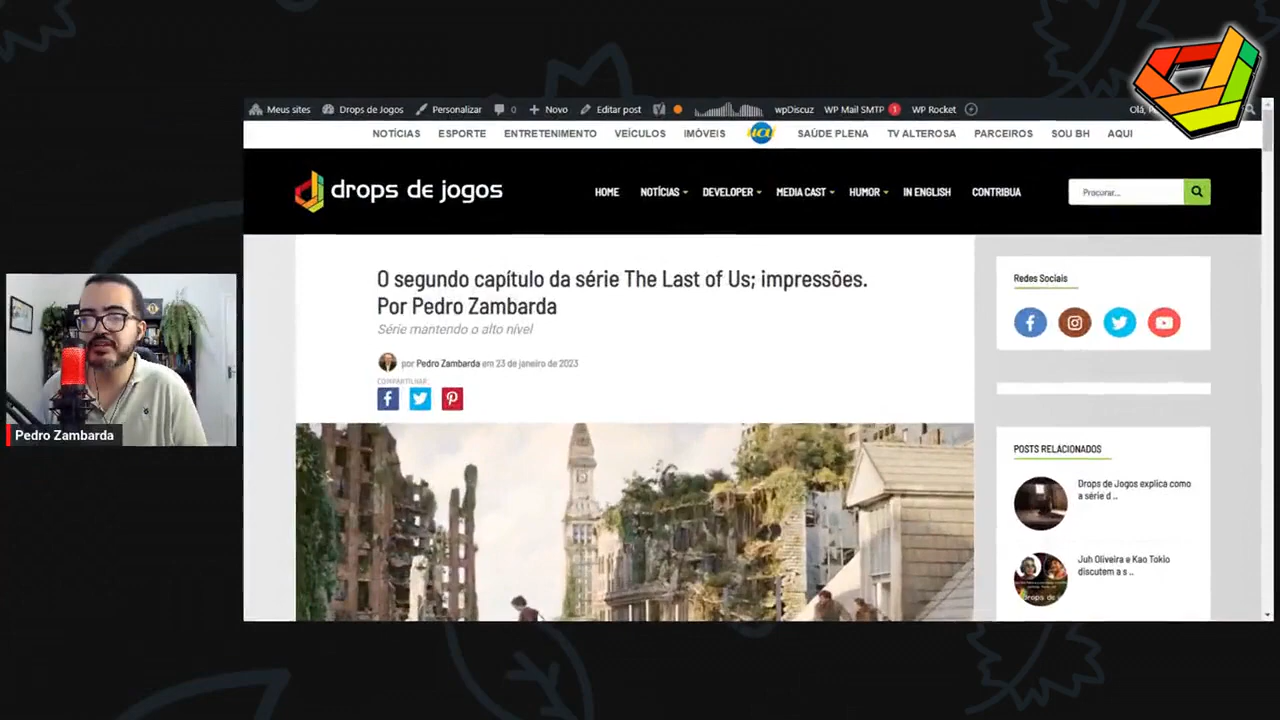 Meus sites Drops de Jogos Personalizar 0 Novo Editar post wpDiscuz WP Mail SMTP 1 WP Rocket
NOTÍCIAS ESPORTE ENTRETENIMENTO VEÍCULOS IMÓVEIS SAÚDE PLENA TV ALTEROSA PARCEIROS SOU BH AQUI
drops de jogos HOME NOTÍCIAS DEVELOPER MEDIA CAST HUMOR IN ENGLISH CONTRIBUA Procurar...
O segundo capítulo da série The Last of Us; impressões.
Por Pedro Zambarda
Série mantendo o alto nível
por Pedro Zambarda em 23 de janeiro de 2023
COMPARTILHAR
Redes Sociais
POSTS RELACIONADOS
Drops de Jogos explica como
a série d ..
Juh Oliveira e Kao Tokio
discutem a s ..
Pedro Zambarda